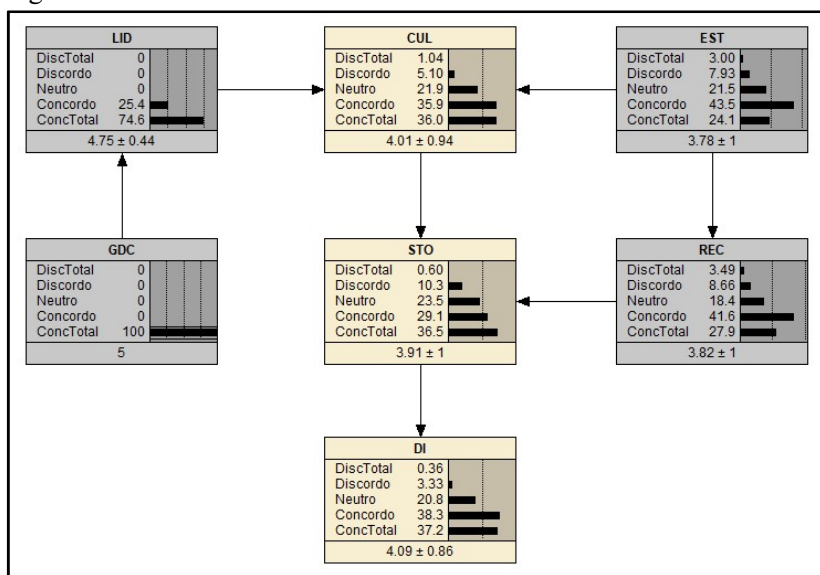 LID
DiscTotal 0
Discordo 0
Neutro 0
Concordo 25.4
ConcTotal 74.6
4.75 ± 0.44
CUL
DiscTotal 1.04
Discordo 5.10
Neutro 21.9
Concordo 35.9
ConcTotal 36.0
4.01 ± 0.94
EST
DiscTotal 3.00
Discordo 7.93
Neutro 21.5
Concordo 43.5
ConcTotal 24.1
3.78 ± 1
GDC
DiscTotal 0
Discordo 0
Neutro 0
Concordo 0
ConcTotal 100
5
STO
DiscTotal 0.60
Discordo 10.3
Neutro 23.5
Concordo 29.1
ConcTotal 36.5
3.91 ± 1
REC
DiscTotal 3.49
Discordo 8.66
Neutro 18.4
Concordo 41.6
ConcTotal 27.9
3.82 ± 1
DI
DiscTotal 0.36
Discordo 3.33
Neutro 20.8
Concordo 38.3
ConcTotal 37.2
4.09 ± 0.86